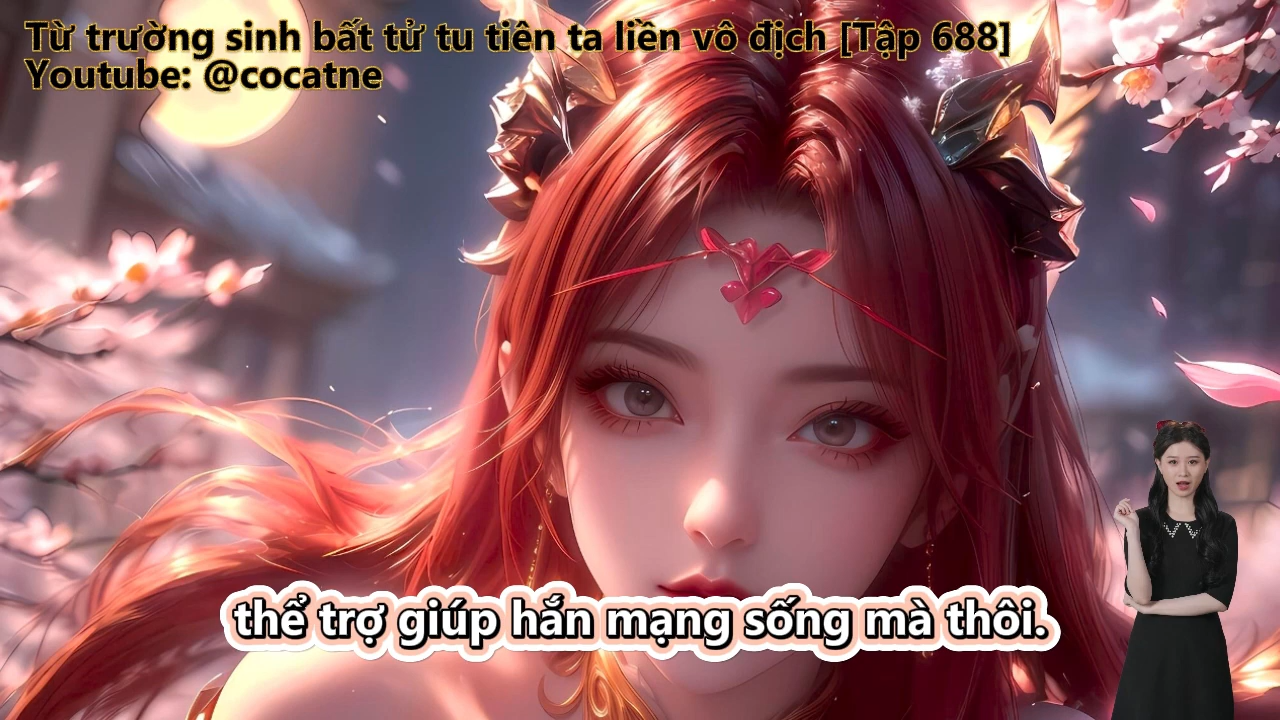 Từ trường sinh bất tử tu tiên ta liền vô địch [Tập 688]
Youtube: @cocatne
thể trợ giúp hắn mạng sống mà thôi.